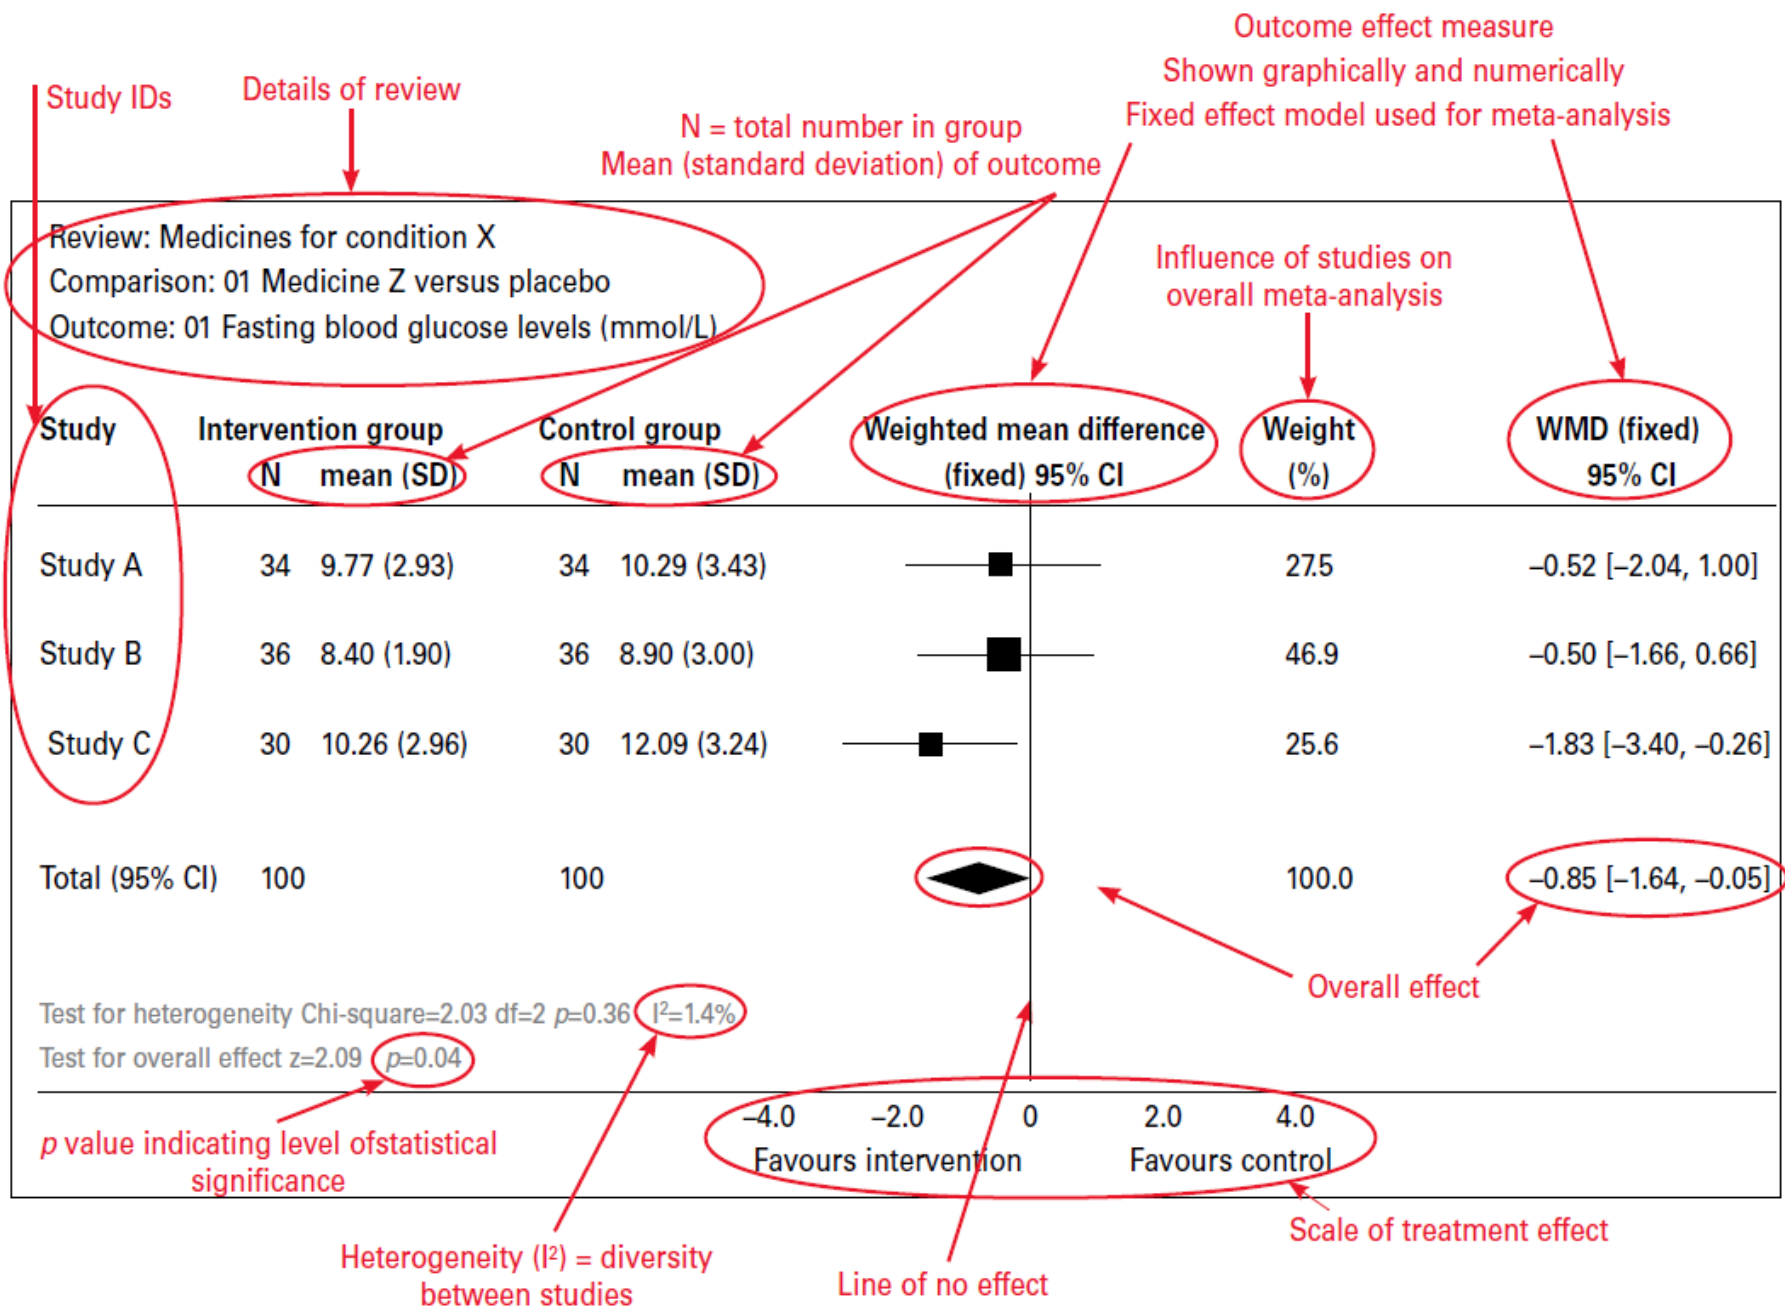 Outcome effect measure
Shown graphically and numerically
Fixed effect model used for meta-analysis
Study IDs
Details of review
N = total number in group
Mean (standard deviation) of outcome
Review: Medicines for condition X
Comparison: 01 Medicine Z versus placebo
Outcome: 01 Fasting blood glucose levels (mmol/L)
Influence of studies on
overall meta-analysis
Study Intervention group Control group Weighted mean difference Weight WMD (fixed)
N mean (SD) N mean (SD) (fixed) 95% CI (%) 95% CI
Study A 34 9.77 (2.93) 34 10.29 (3.43) 27.5 –0.52 [–2.04, 1.00]
Study B 36 8.40 (1.90) 36 8.90 (3.00) 46.9 –0.50 [–1.66, 0.66]
Study C 30 10.26 (2.96) 30 12.09 (3.24) 25.6 –1.83 [–3.40, –0.26]
Total (95% CI) 100 100 100.0 –0.85 [–1.64, –0.05]
Overall effect
Test for heterogeneity Chi-square=2.03 df=2 p=0.36 I²=1.4%
Test for overall effect z=2.09 p=0.04
–4.0 –2.0 0 2.0 4.0
Favours intervention Favours control
p value indicating level ofstatistical
significance
Scale of treatment effect
Heterogeneity (I²) = diversity
between studies
Line of no effect